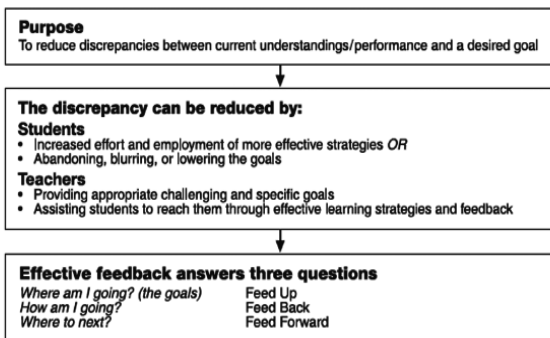 Purpose
To reduce discrepancies between current understandings/performance and a desired goal
The discrepancy can be reduced by:
Students
• Increased effort and employment of more effective strategies OR
• Abandoning, blurring, or lowering the goals
Teachers
• Providing appropriate challenging and specific goals
• Assisting students to reach them through effective learning strategies and feedback
Effective feedback answers three questions
Where am I going? (the goals) Feed Up
How am I going? Feed Back
Where to next? Feed Forward